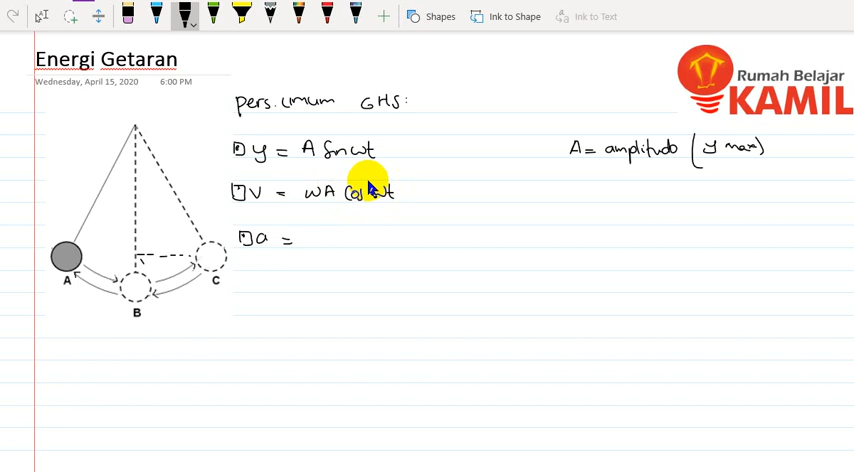 Shapes
Ink to Shape
Ink to Text
Energi Getaran
Wednesday, April 15, 2020 6:00 PM
Rumah Belajar
KAMIL
pers. umum GHS:
y = A sin ωt
A = amplitudo (y max)
v = ωA cos ωt
a =
A
B
C